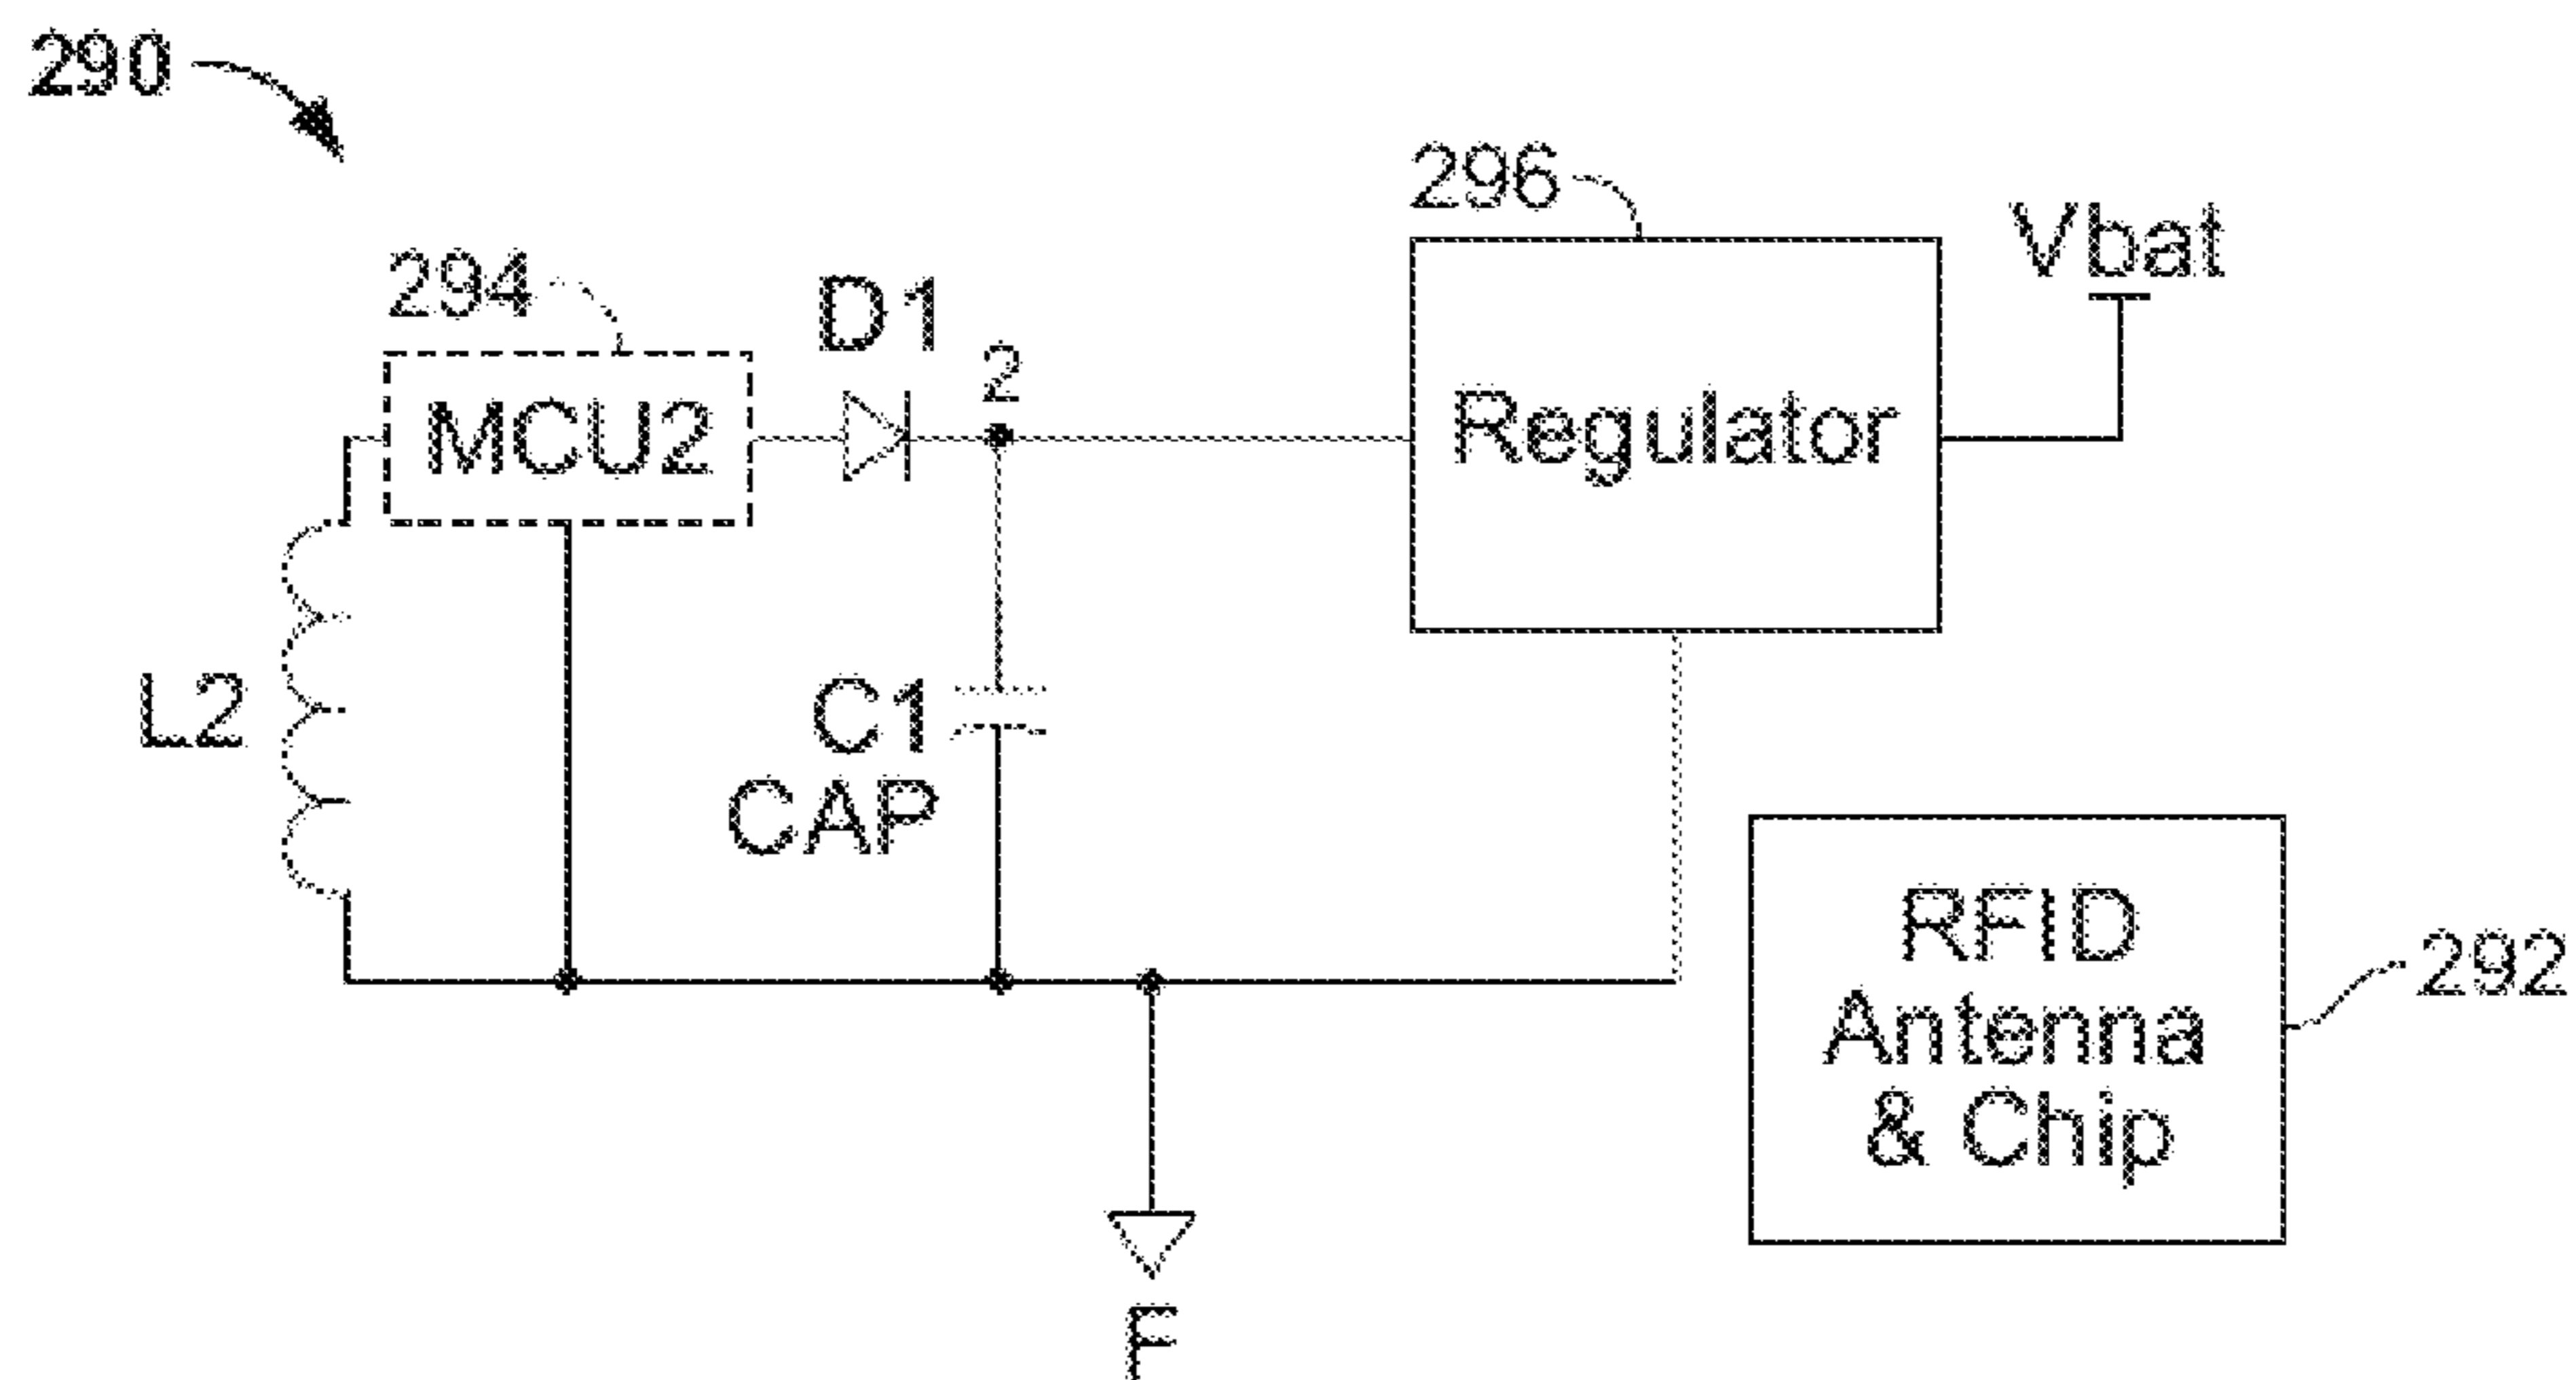 290
296
Vbat
294
D1
2
MCU2
Regulator
L2
C1
CAP
RFID
Antenna
& Chip
292